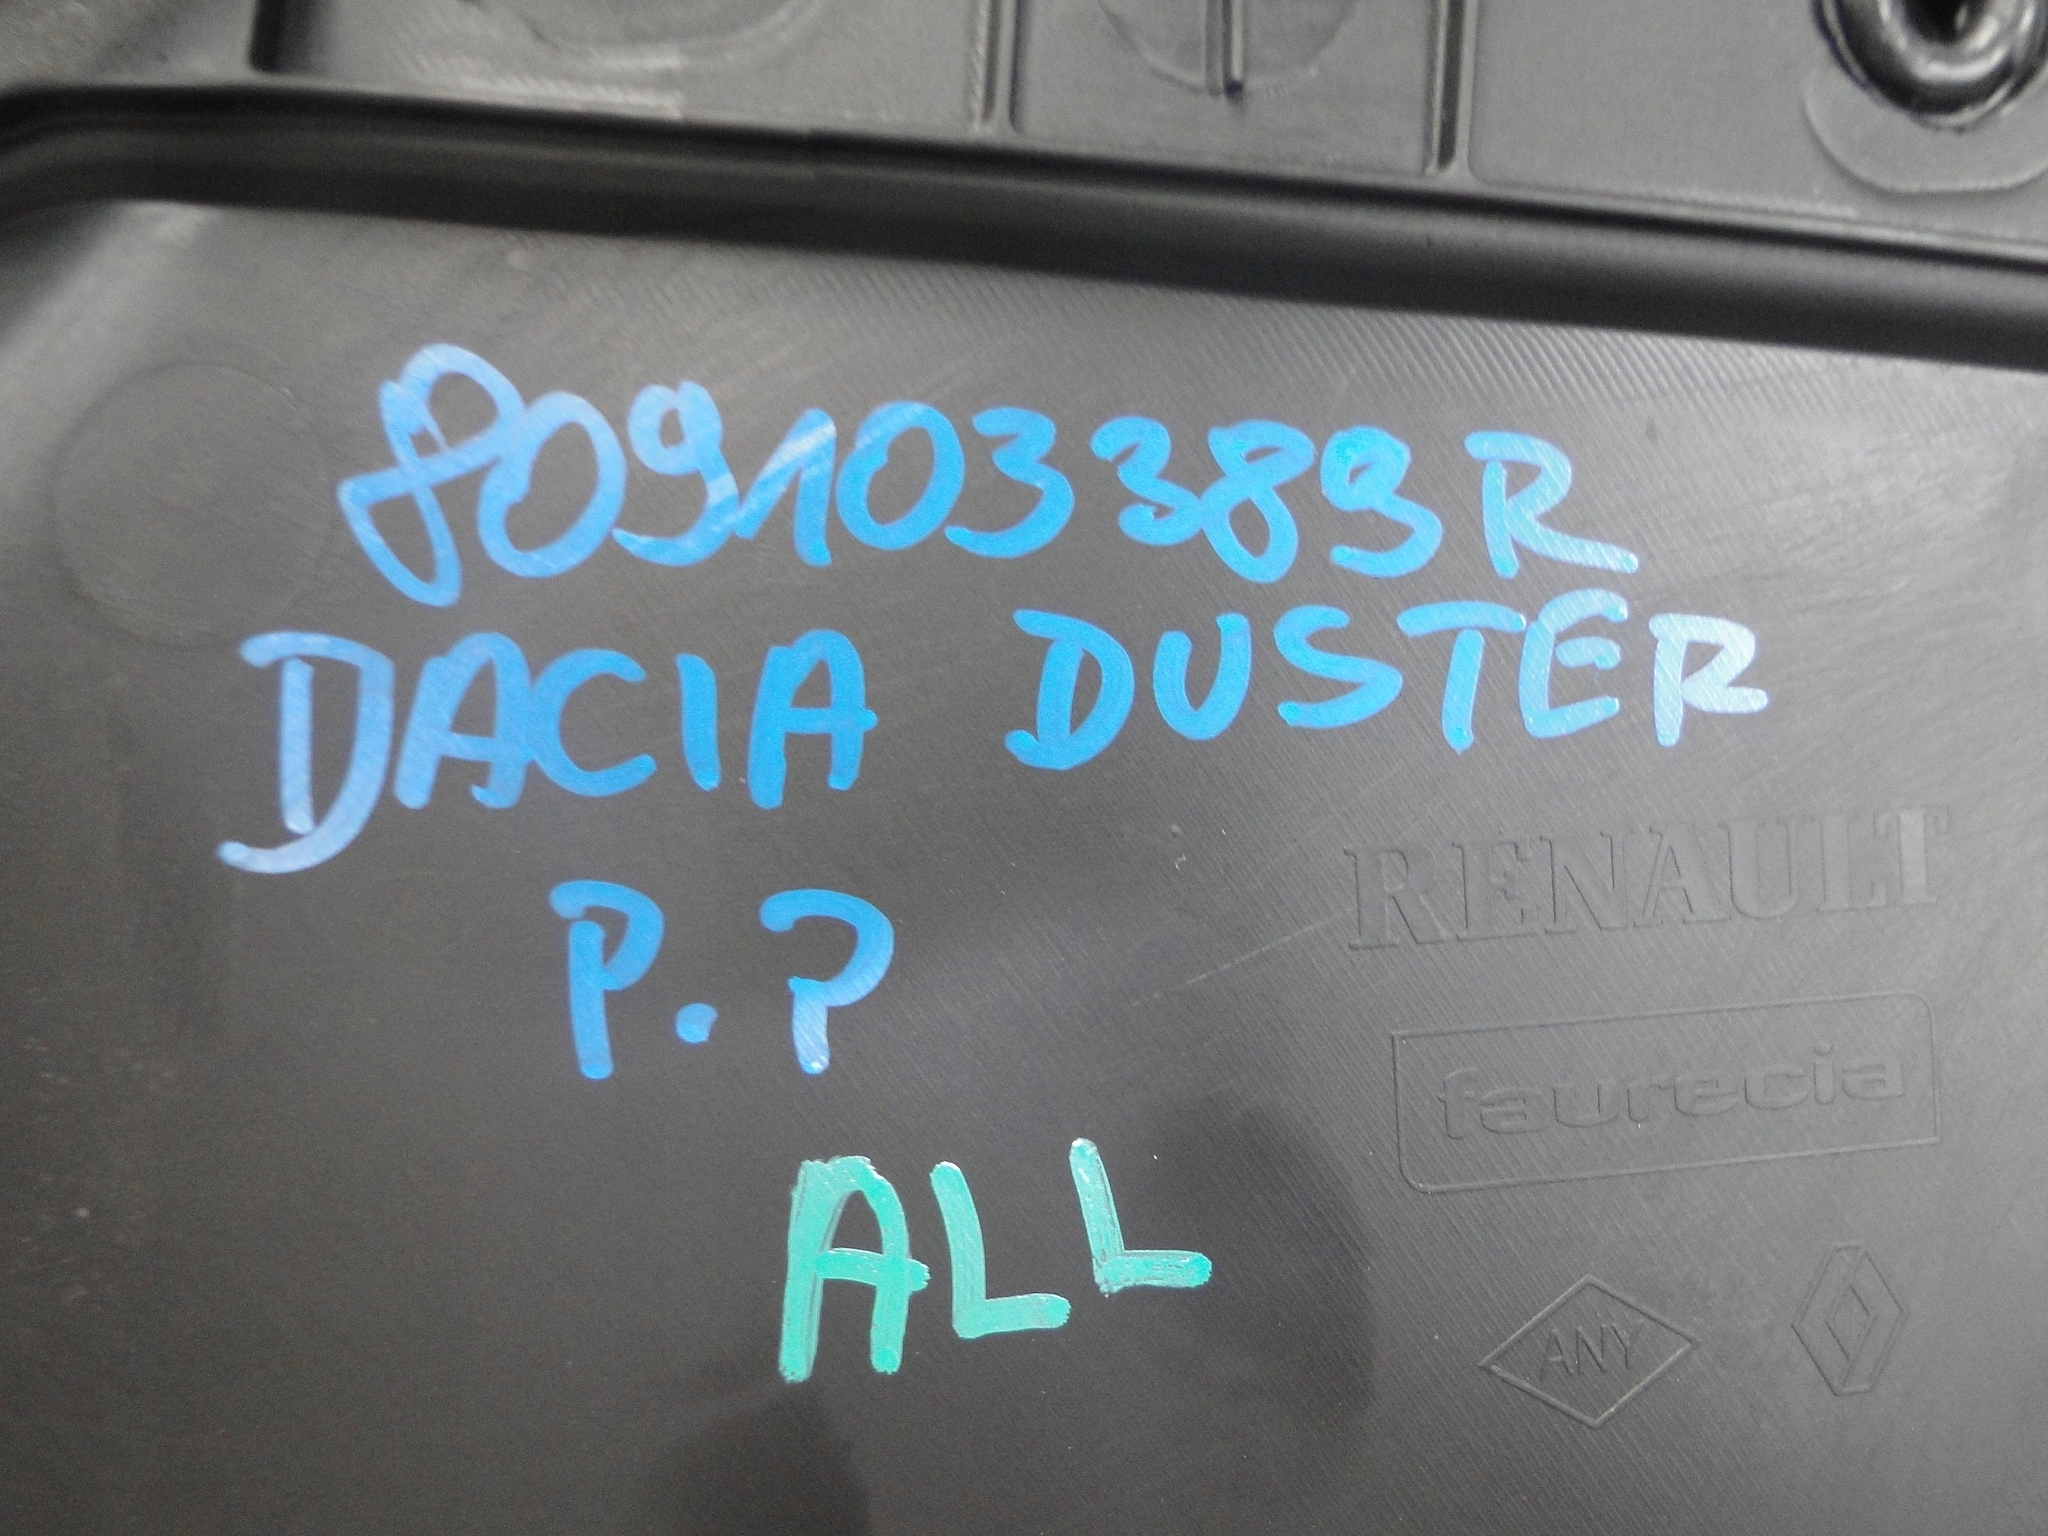 809103389R
DACIA DUSTER
P.P
ALL
RENAULT
faurecia
ANY